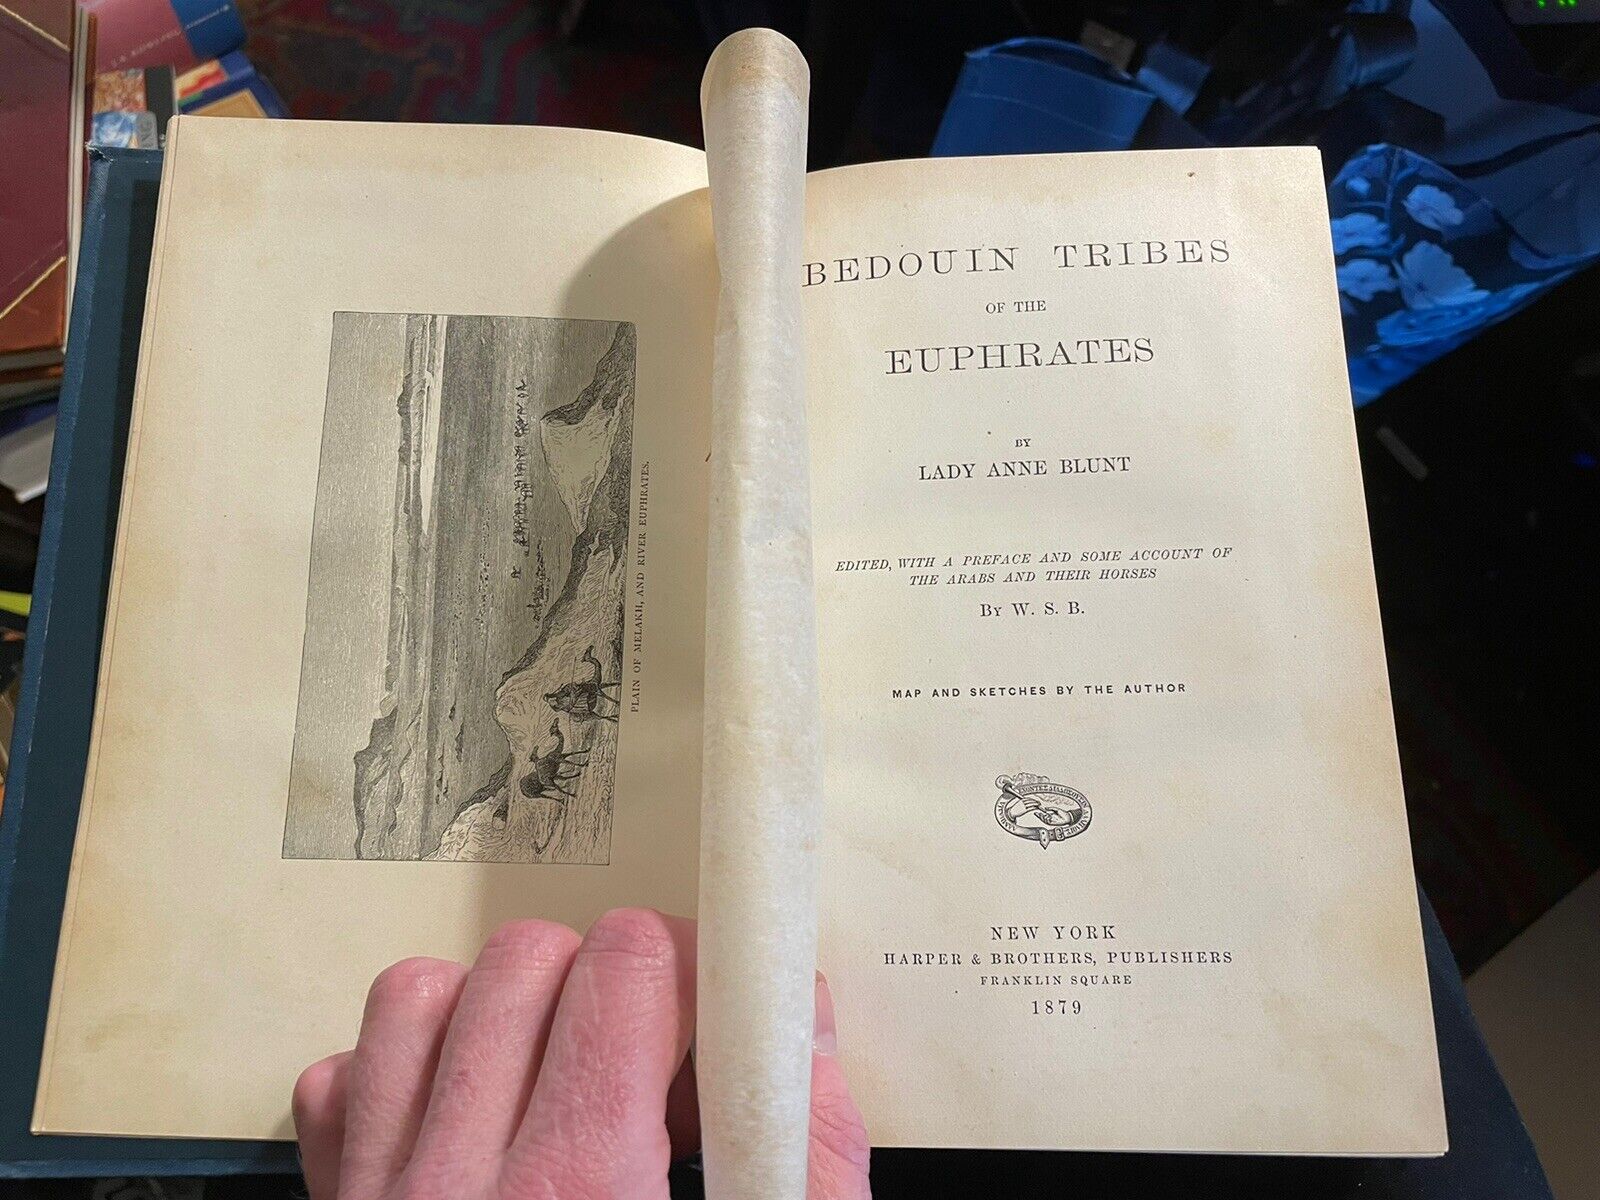 PLAIN OF MELAKH, AND RIVER EUPHRATES.
BEDOUIN TRIBES
OF THE
EUPHRATES
BY
LADY ANNE BLUNT
EDITED, WITH A PREFACE AND SOME ACCOUNT OF
THE ARABS AND THEIR HORSES
By W. S. B.
MAP AND SKETCHES BY THE AUTHOR
NEW YORK
HARPER & BROTHERS, PUBLISHERS
FRANKLIN SQUARE
1879